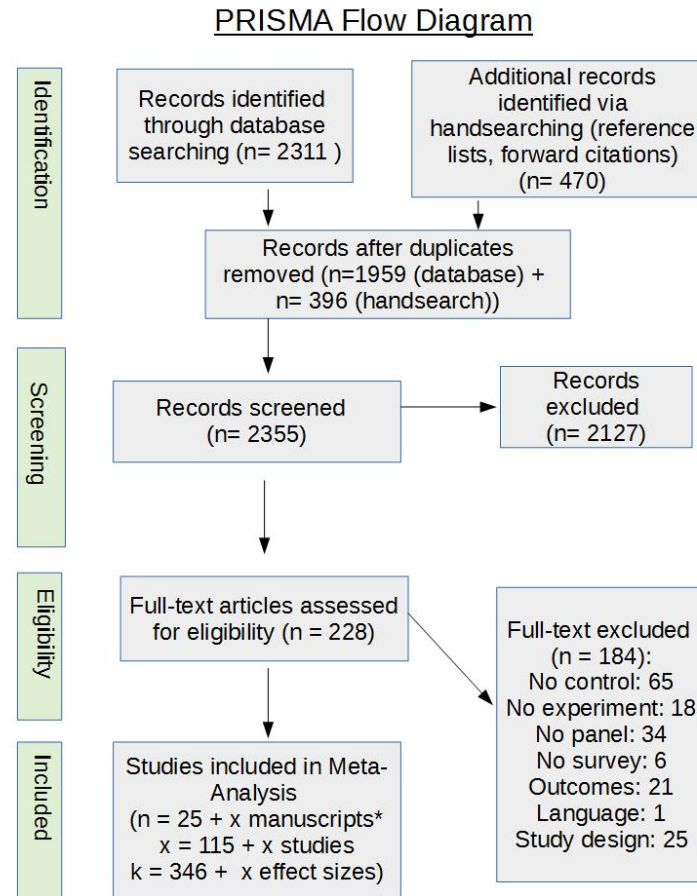 PRISMA Flow Diagram
Identification
Records identified
through database
searching (n= 2311 )
Additional records
identified via
handsearching (reference
lists, forward citations)
(n= 470)
Records after duplicates
removed (n=1959 (database) +
n= 396 (handsearch))
Screening
Records screened
(n= 2355)
Records
excluded
(n= 2127)
Eligibility
Full-text articles assessed
for eligibility (n = 228)
Full-text excluded
(n = 184):
No control: 65
No experiment: 18
No panel: 34
No survey: 6
Outcomes: 21
Language: 1
Study design: 25
Included
Studies included in Meta-
Analysis
(n = 25 + x manuscripts*
x = 115 + x studies
k = 346 + x effect sizes)